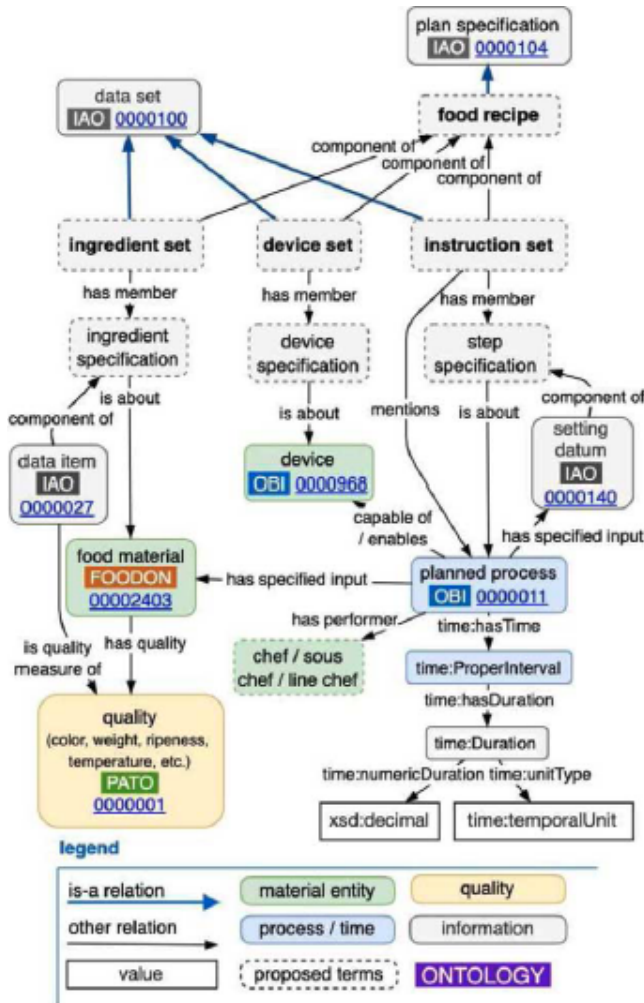 plan specification
IAO 0000104
data set
IAO 0000100
food recipe
component of
component of
component of
ingredient set
device set
instruction set
has member
has member
has member
ingredient
specification
device
specification
step
specification
is about
is about
mentions
is about
component of
component of
data item
IAO
0000027
device
OBI 0000968
setting
datum
IAO
0000140
capable of
/ enables
has specified input
food material
FOODON
00002403
has specified input
planned process
OBI 0000011
has performer
time:hasTime
is quality
measure of
has quality
chef / sous
chef / line chef
time:ProperInterval
time:hasDuration
quality
(color, weight, ripeness,
temperature, etc.)
PATO
0000001
time:Duration
time:numericDuration time:unitType
xsd:decimal
time:temporalUnit
legend
is-a relation
material entity
quality
other relation
process / time
information
value
proposed terms
ONTOLOGY